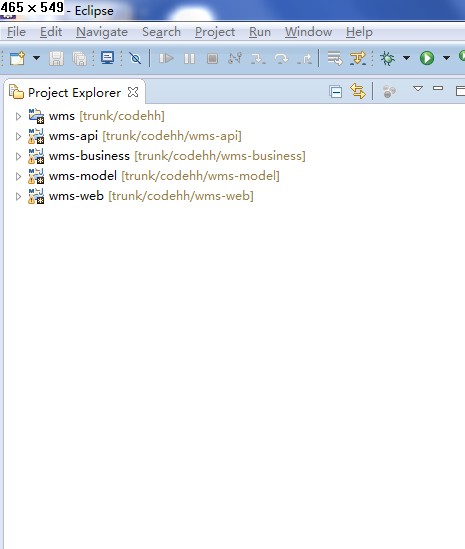 465 × 549 - Eclipse
File Edit Navigate Search Project Run Window Help
Project Explorer
wms [trunk/codehh]
wms-api [trunk/codehh/wms-api]
wms-business [trunk/codehh/wms-business]
wms-model [trunk/codehh/wms-model]
wms-web [trunk/codehh/wms-web]